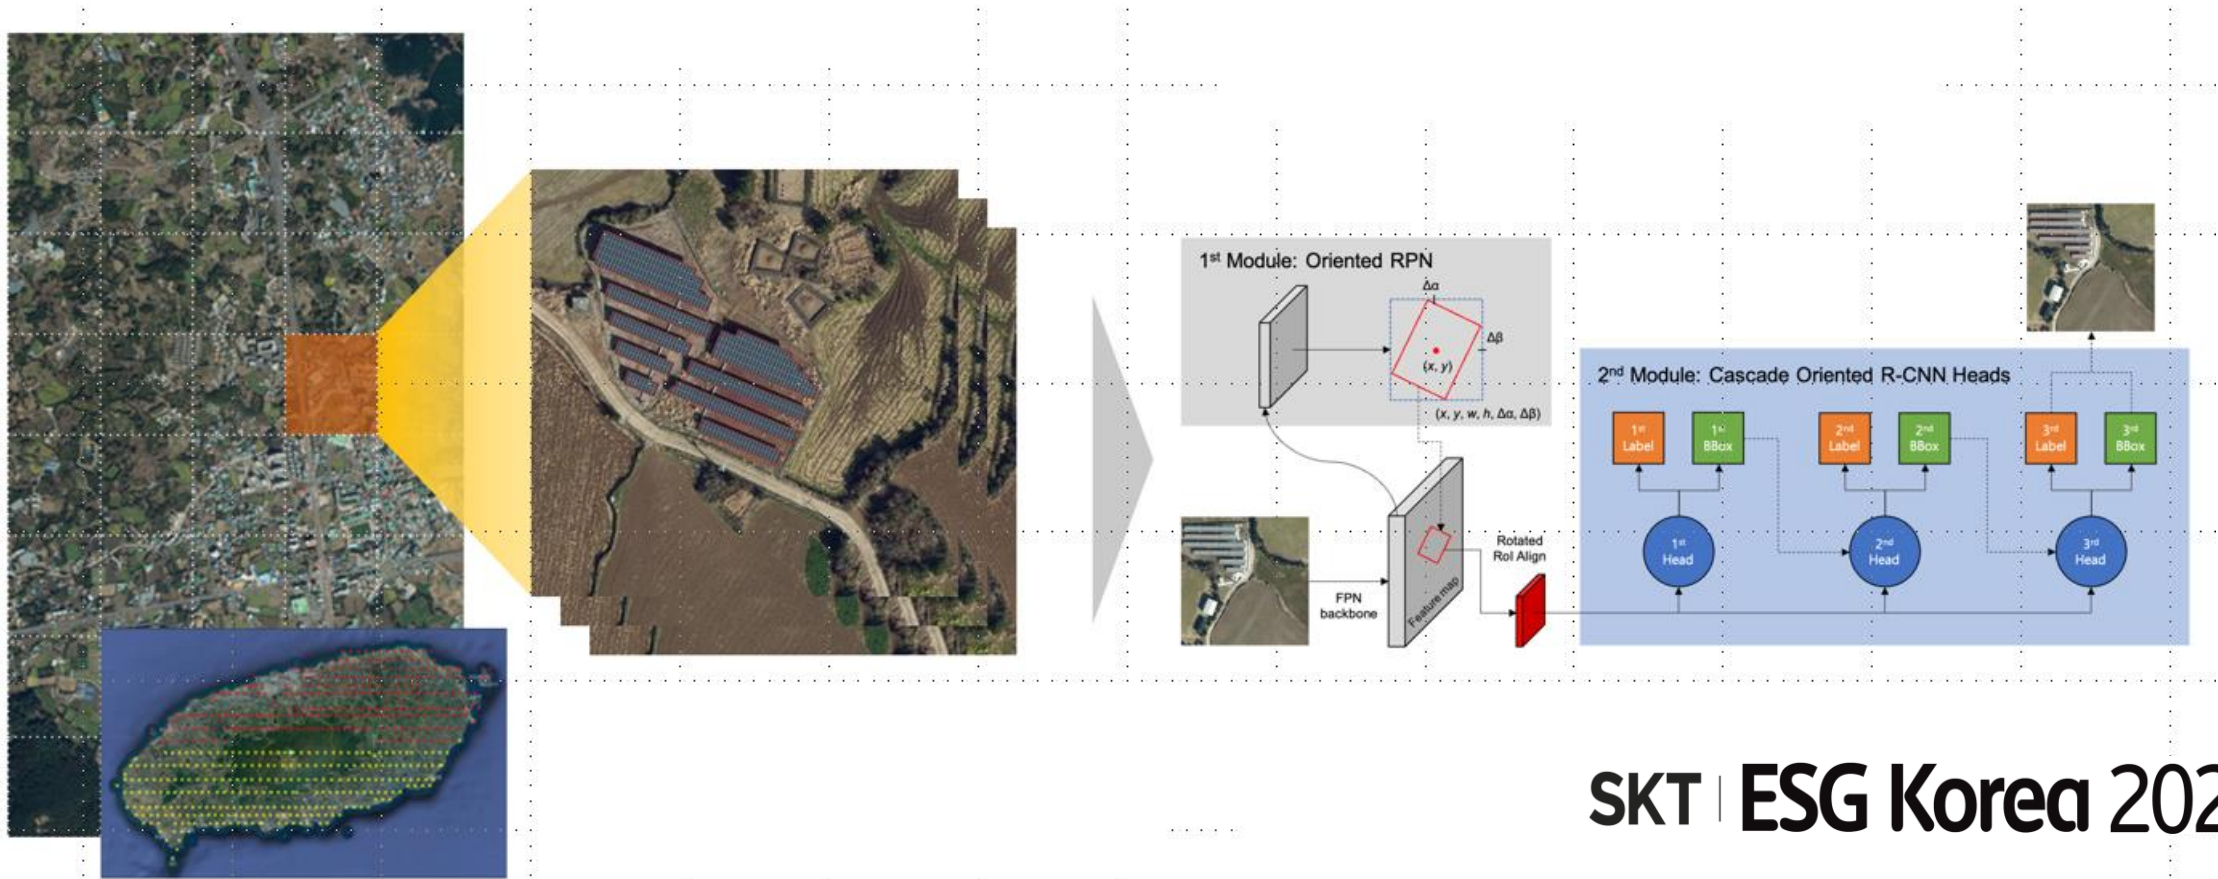 1st Module: Oriented RPN
Δα
Δβ
(x, y)
(x, y, w, h, Δα, Δβ)
2nd Module: Cascade Oriented R-CNN Heads
1st Label
1st BBox
2nd Label
2nd BBox
3rd Label
3rd BBox
1st Head
2nd Head
3rd Head
Rotated
RoI Align
FPN
backbone
Feature map
SKT | ESG Korea 202